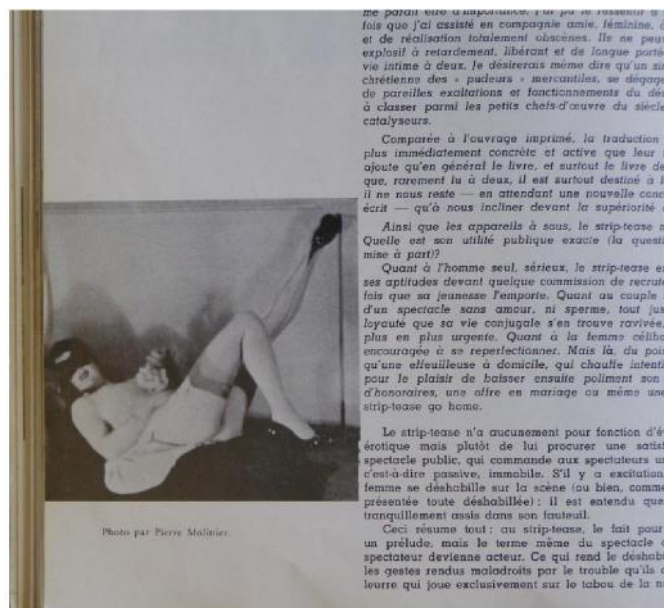 me paraît être d'importance. J'ai pu le ressentir à
fois que j'ai assisté en compagnie amie, féminine,
et de réalisation totalement obscènes. Ils ne peu
explosif à retardement, libérant et de longue porté
vie intime à deux. Je désirerais même dire qu'un
chrétienne des « pudeurs » mercantiles, se dégag
de pareilles exaltations et fonctionnements du dé
à classer parmi les petits chefs-d'œuvre du siècle
catalyseurs.
Comparée à l'ouvrage imprimé, la traduction
plus immédiatement concrète et active que leur
ajoute qu'en général le livre, et surtout le livre de
que, rarement lu à deux, il est surtout destiné à
il ne nous reste — en attendant une nouvelle conc
écrit — qu'à nous incliner devant la supériorité
Ainsi que les appareils à sous, le strip-tease
Quelle est son utilité publique exacte (la questi
mise à part)?
Quant à l'homme seul, sérieux, le strip-tease e
ses aptitudes devant quelque commission de recrute
fois que sa jeunesse l'emporte. Quant au couple
d'un spectacle sans amour, ni sperme, tout jus
loyauté que sa vie conjugale s'en trouve ravivée,
plus en plus urgente. Quant à la femme céliba
encouragée à se reperfectionner. Mais là, du poi
qu'une effeuilleuse à domicile, qui chauffe intenti
pour le plaisir de baisser ensuite poliment son
d'honoraires, une offre en mariage ou même une
strip-tease go home.
Le strip-tease n'a aucunement pour fonction d'é
érotique mais plutôt de lui procurer une satisf
spectacle public, qui commande aux spectateurs un
c'est-à-dire passive, immobile. S'il y a excitation,
femme se déshabille sur la scène (ou bien, comme
présentée toute déshabillée) : il est entendu que
tranquillement assis dans son fauteuil.
Ceci résume tout : au strip-tease, le fait pour
un prélude, mais le terme même du spectacle
spectateur devienne acteur. Ce qui rend le déshab
les gestes rendus maladroits par le trouble qu'ils
leurre qui joue exclusivement sur le tabou de la
Photo par Pierre Molinier.